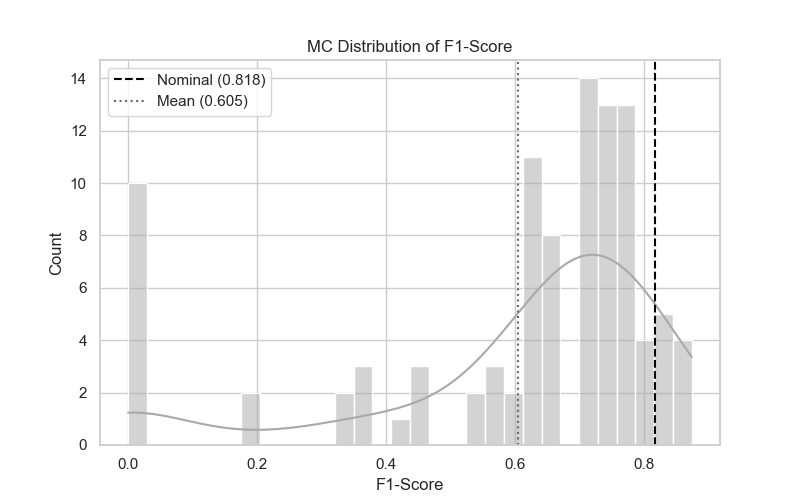 MC Distribution of F1-Score
Nominal (0.818)
Mean (0.605)
14
12
10
8
6
4
2
0
Count
0.0 0.2 0.4 0.6 0.8
F1-Score